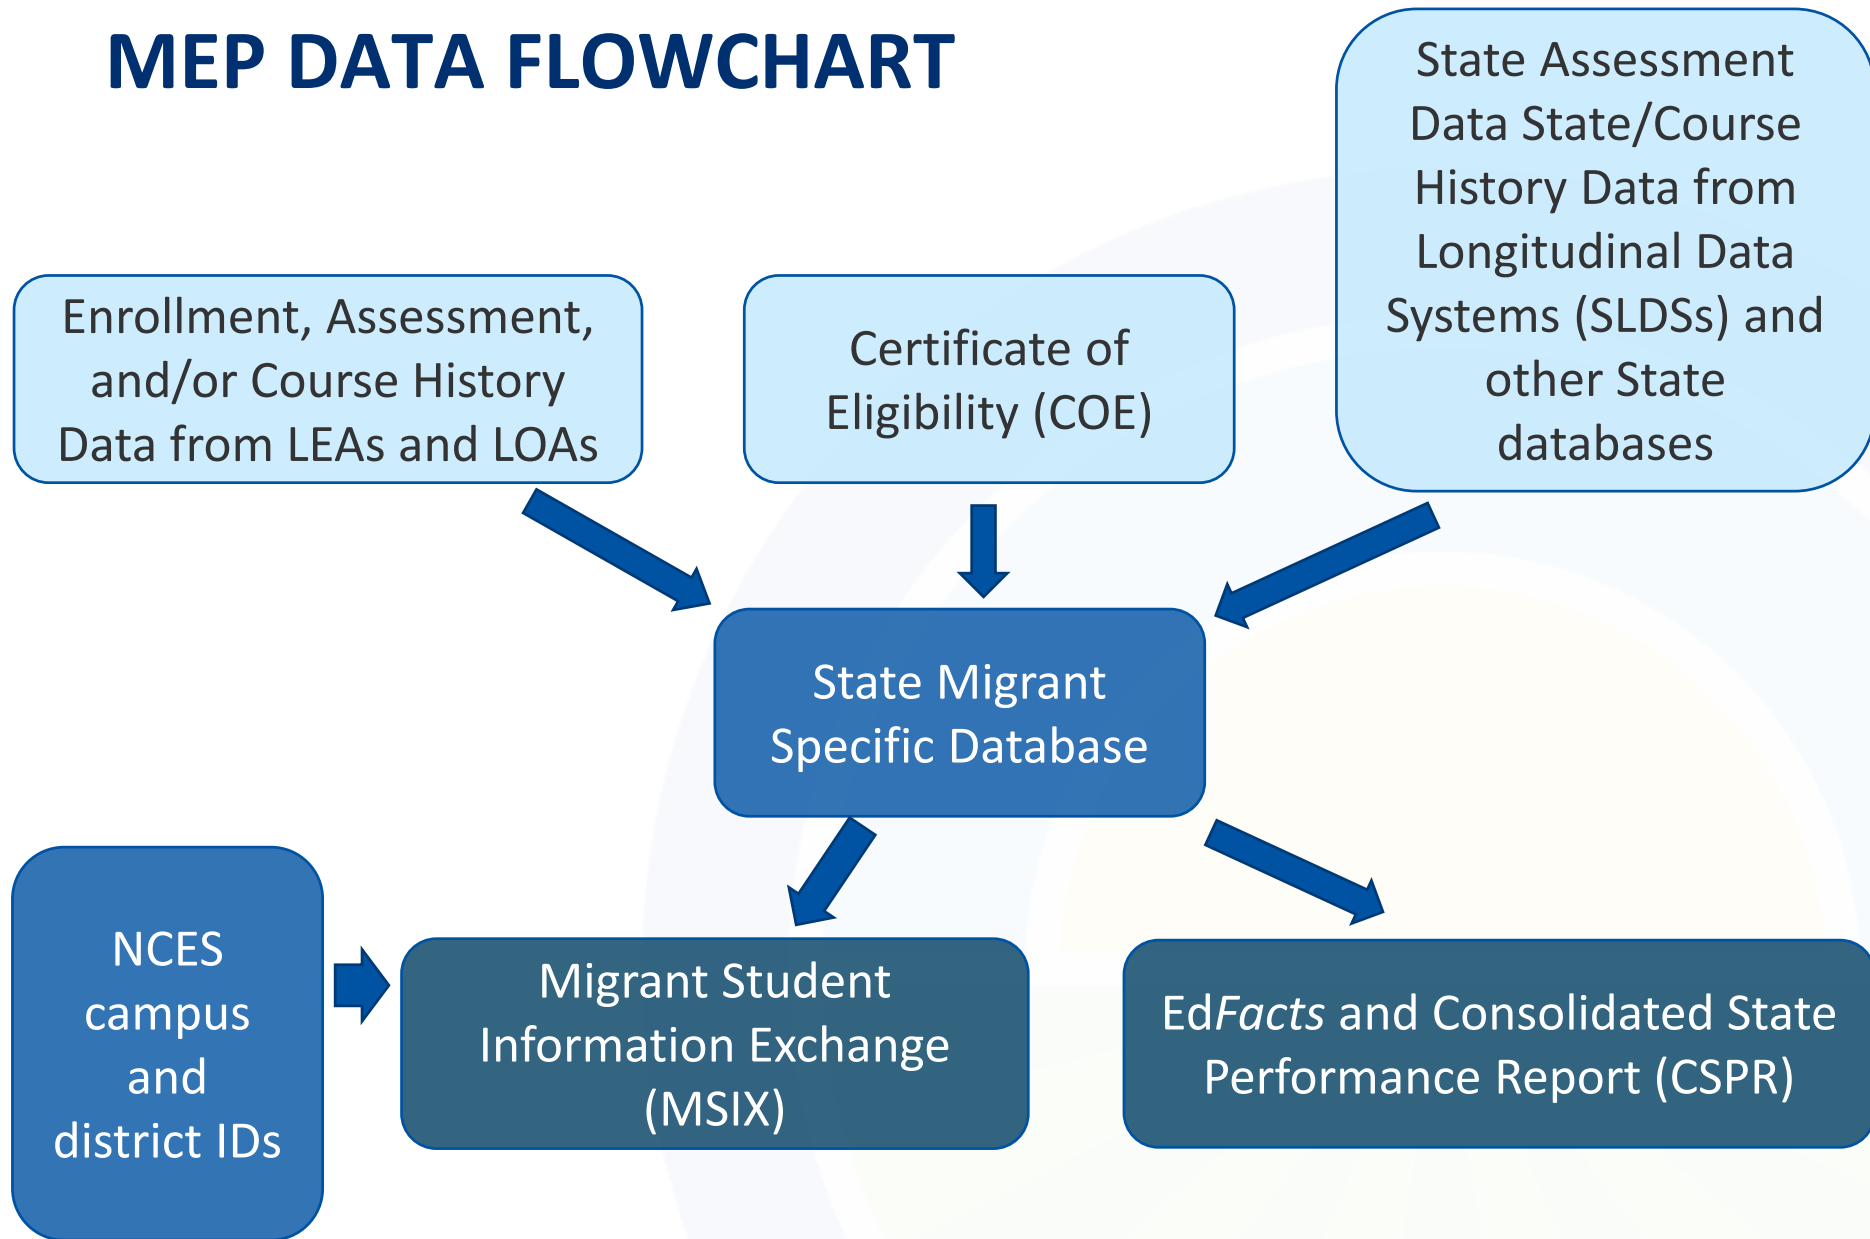 MEP DATA FLOWCHART
State Assessment
Data State/Course
History Data from
Longitudinal Data
Systems (SLDSs) and
other State
databases
Enrollment, Assessment,
and/or Course History
Data from LEAs and LOAs
Certificate of
Eligibility (COE)
State Migrant
Specific Database
NCES
campus
and
district IDs
Migrant Student
Information Exchange
(MSIX)
EdFacts and Consolidated State
Performance Report (CSPR)